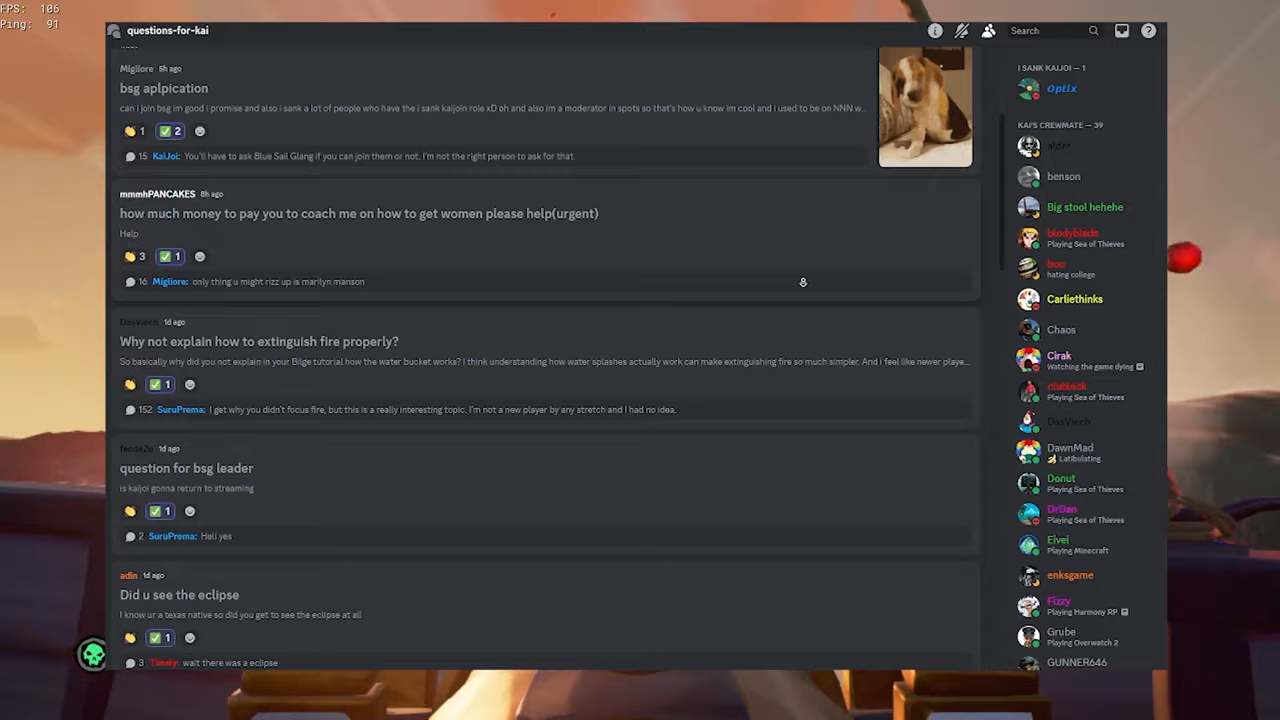 FPS: 106
Ping: 91
questions-for-kai
Search
Migliore 5h ago
bsg aplpication
can i join bsg im good i promise and also i sank a lot of people who have the i sank kaijoin role xD oh and also im a moderator in spots so that's how u know im cool and i used to be on NNN w...
1 2
15 KaiJoi: You'll have to ask Blue Sail Glang if you can join them or not. I'm not the right person to ask for that.
mmmhPANCAKES 8h ago
how much money to pay you to coach me on how to get women please help(urgent)
Help
3 1
16 Migliore: only thing u might rizz up is marilyn manson
DasViech 1d ago
Why not explain how to extinguish fire properly?
So basically why did you not explain in your Bilge tutorial how the water bucket works? I think understanding how water splashes actually work can make extinguishing fire so much simpler. And i feel like newer playe...
1
152 SuruPrema: I get why you didn't focus fire, but this is a really interesting topic. I'm not a new player by any stretch and I had no idea.
1d ago
question for bsg leader
is kaijoi gonna return to streaming
1
2 SuruPrema: Hell yes
adin 1d ago
Did u see the eclipse
I know ur a texas native so did you get to see the eclipse at all
1
3 Timmiy: wait there was a eclipse
I SANK KAIJOI — 1
Optix
KAI'S CREWMATE — 39
alder
benson
Big stool hehehe
blodyblade
Playing Sea of Thieves
boo
hating college
Carliethinks
Chaos
Cirak
Watching the game dying
clublock
Playing Sea of Thieves
DasViech
DawnMad
Latibulating
Donut
Playing Sea of Thieves
DrDan
Playing Sea of Thieves
Eivei
Playing Minecraft
enksgame
Fizzy
Playing Harmony RP
Grube
Playing Overwatch 2
GUNNER646